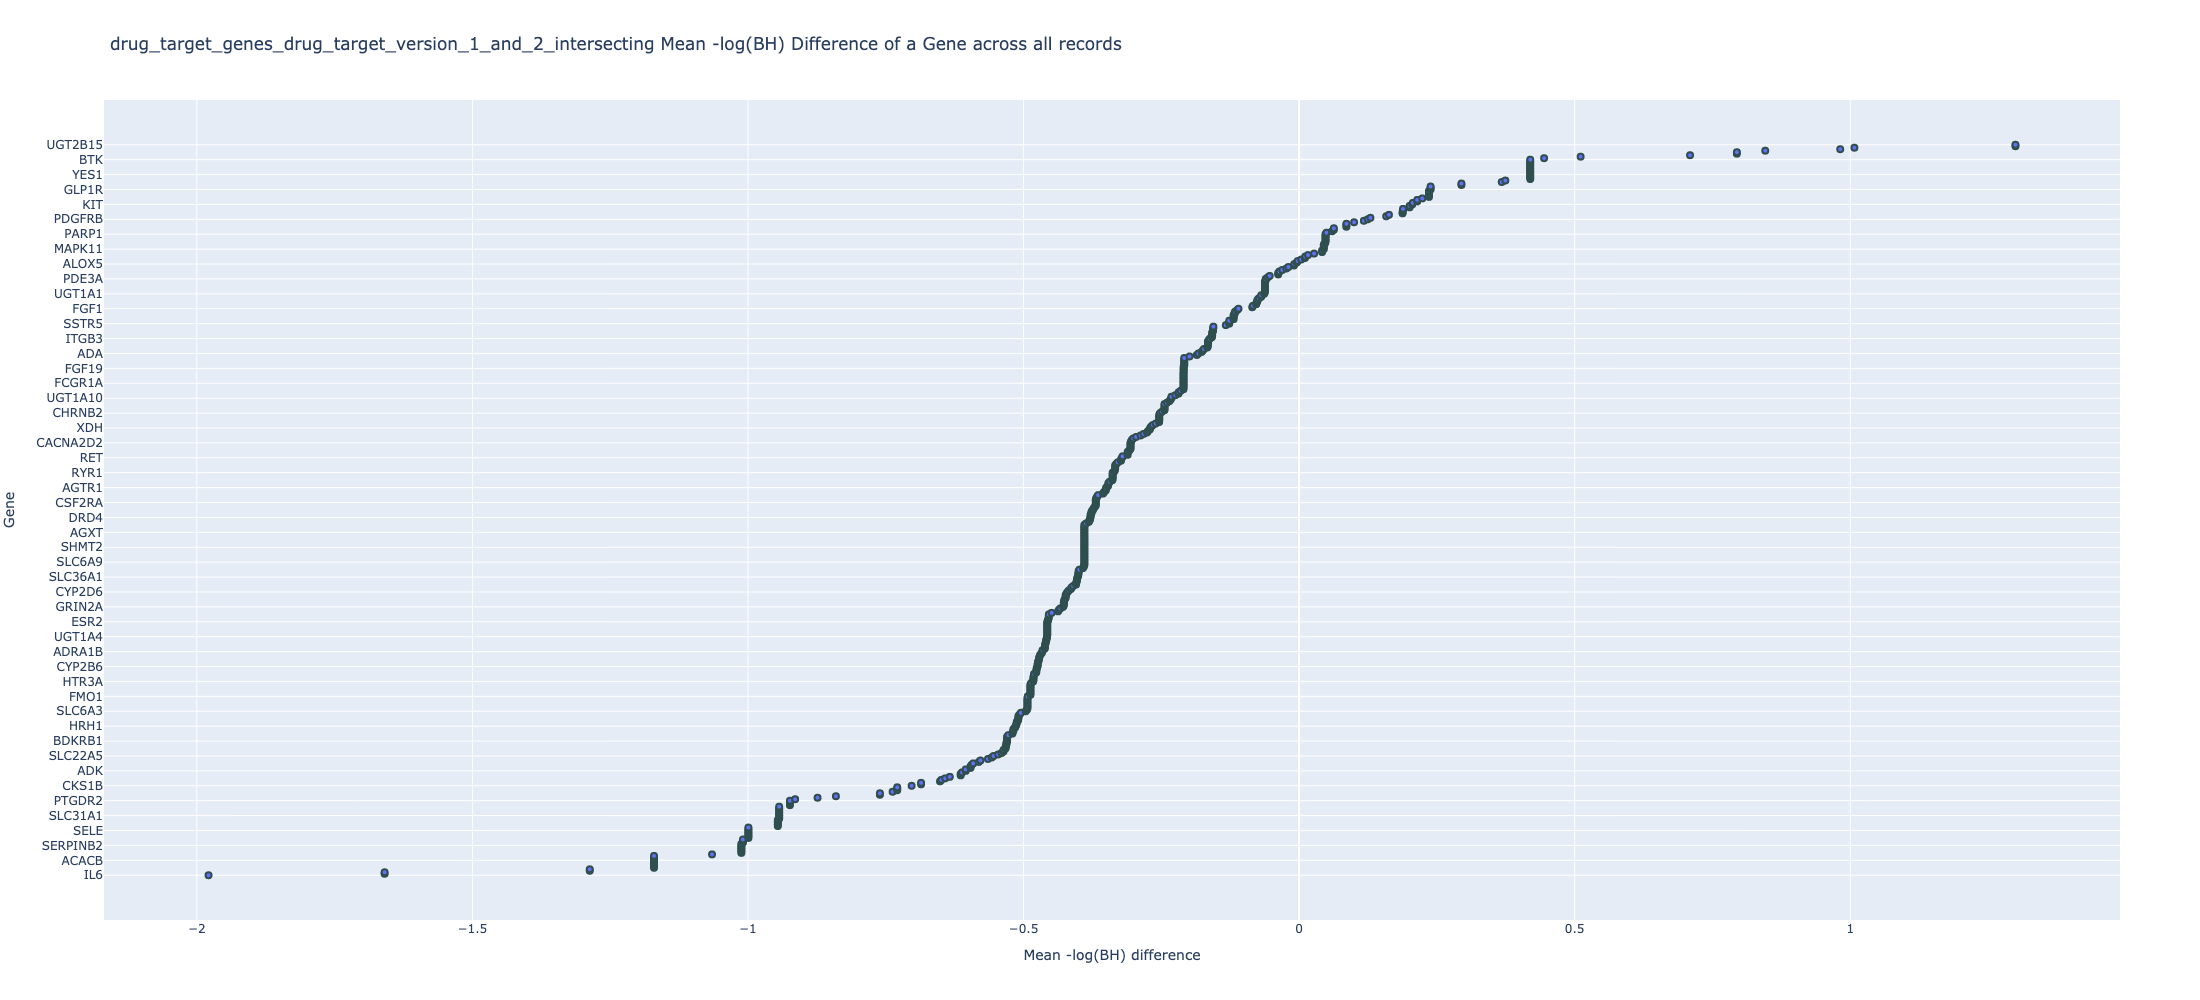 drug_target_genes_drug_target_version_1_and_2_intersecting Mean -log(BH) Difference of a Gene across all records
UGT2B15
BTK
YES1
GLP1R
KIT
PDGFRB
PARP1
MAPK11
ALOX5
PDE3A
UGT1A1
FGF1
SSTR5
ITGB3
ADA
FGF19
FCGR1A
UGT1A10
CHRNB2
XDH
CACNA2D2
RET
RYR1
AGTR1
CSF2RA
DRD4
AGXT
SHMT2
SLC6A9
SLC36A1
CYP2D6
GRIN2A
ESR2
UGT1A4
ADRA1B
CYP2B6
HTR3A
FMO1
SLC6A3
HRH1
BDKRB1
SLC22A5
ADK
CKS1B
PTGDR2
SLC31A1
SELE
SERPINB2
ACACB
IL6
Gene
−2 −1.5 −1 −0.5 0 0.5 1
Mean -log(BH) difference